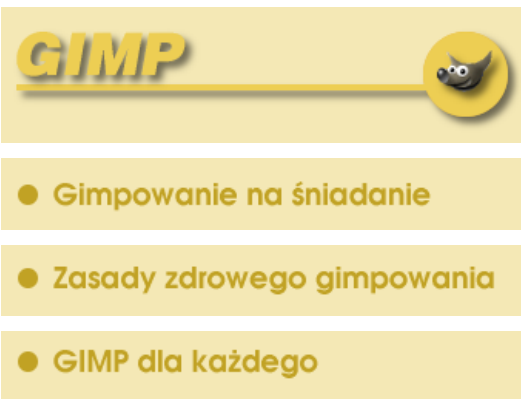 GIMP
Gimpowanie na śniadanie
Zasady zdrowego gimpowania
GIMP dla każdego